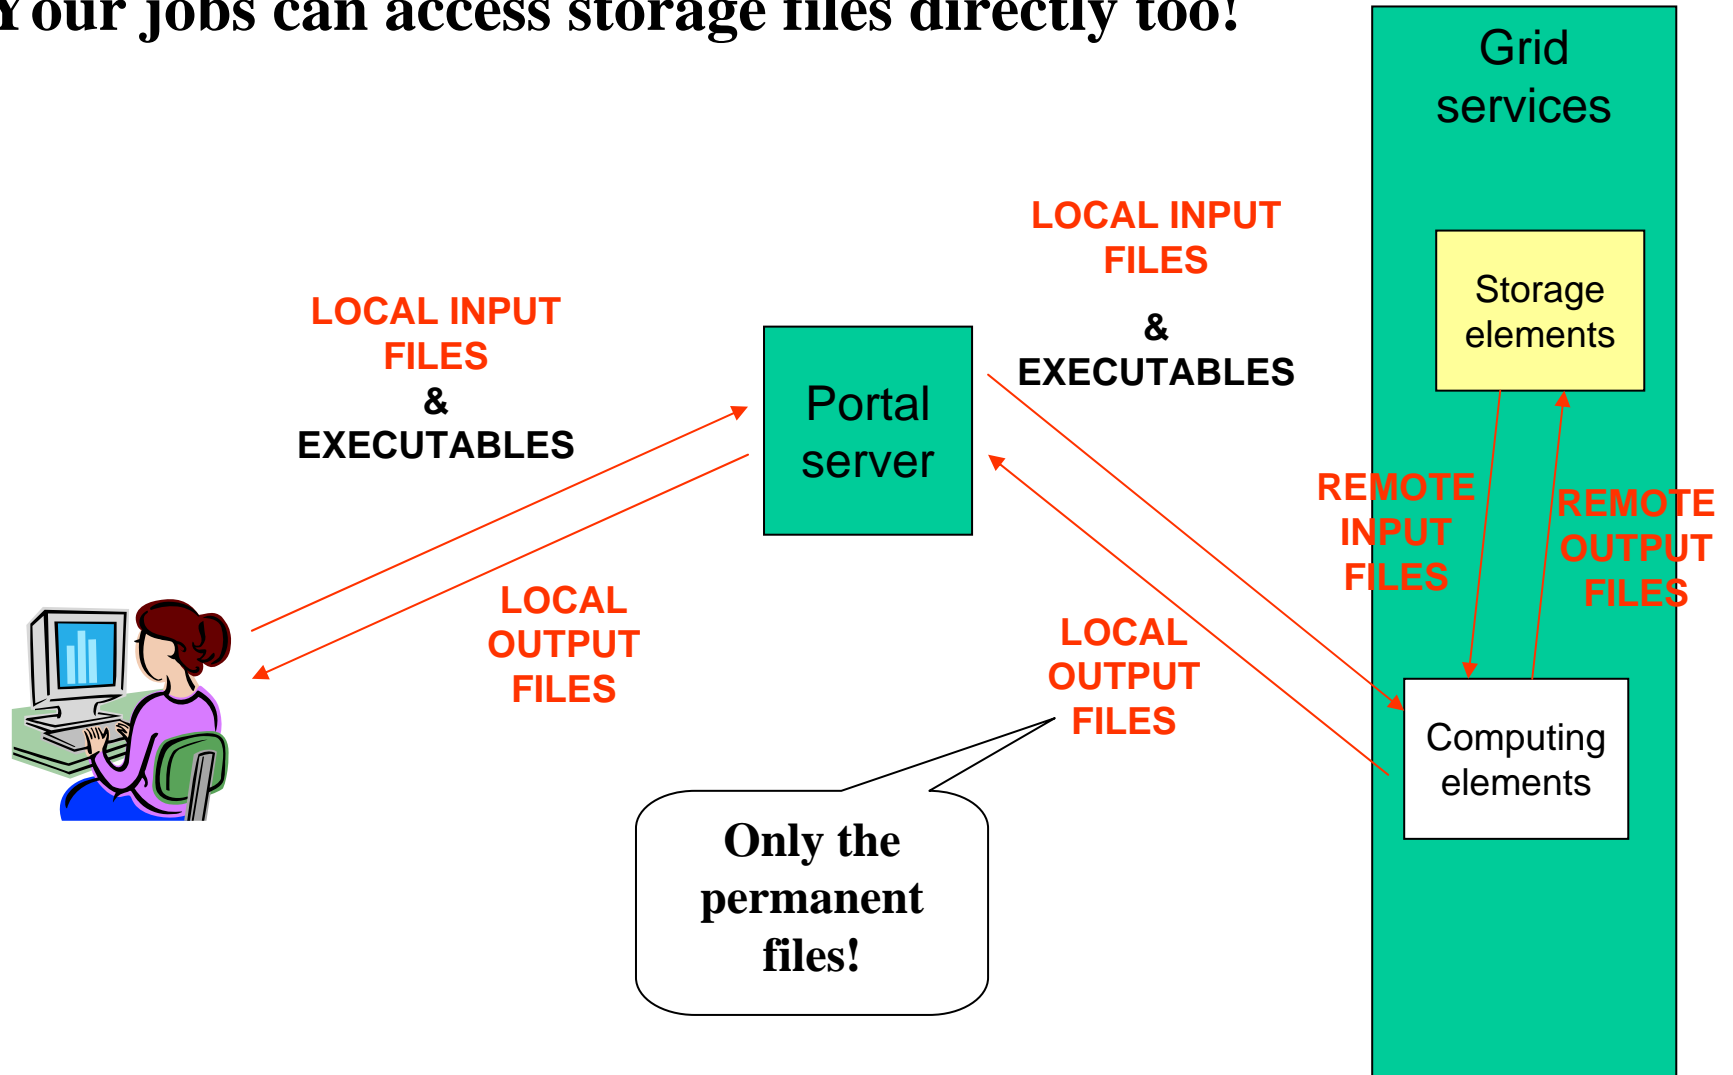 Your jobs can access storage files directly too!
Grid
services
LOCAL INPUT
FILES
&
EXECUTABLES
LOCAL INPUT
FILES
&
EXECUTABLES
Storage
elements
Portal
server
REMOTE
INPUT
FILES
REMOTE
OUTPUT
FILES
LOCAL
OUTPUT
FILES
LOCAL
OUTPUT
FILES
Computing
elements
Only the
permanent
files!